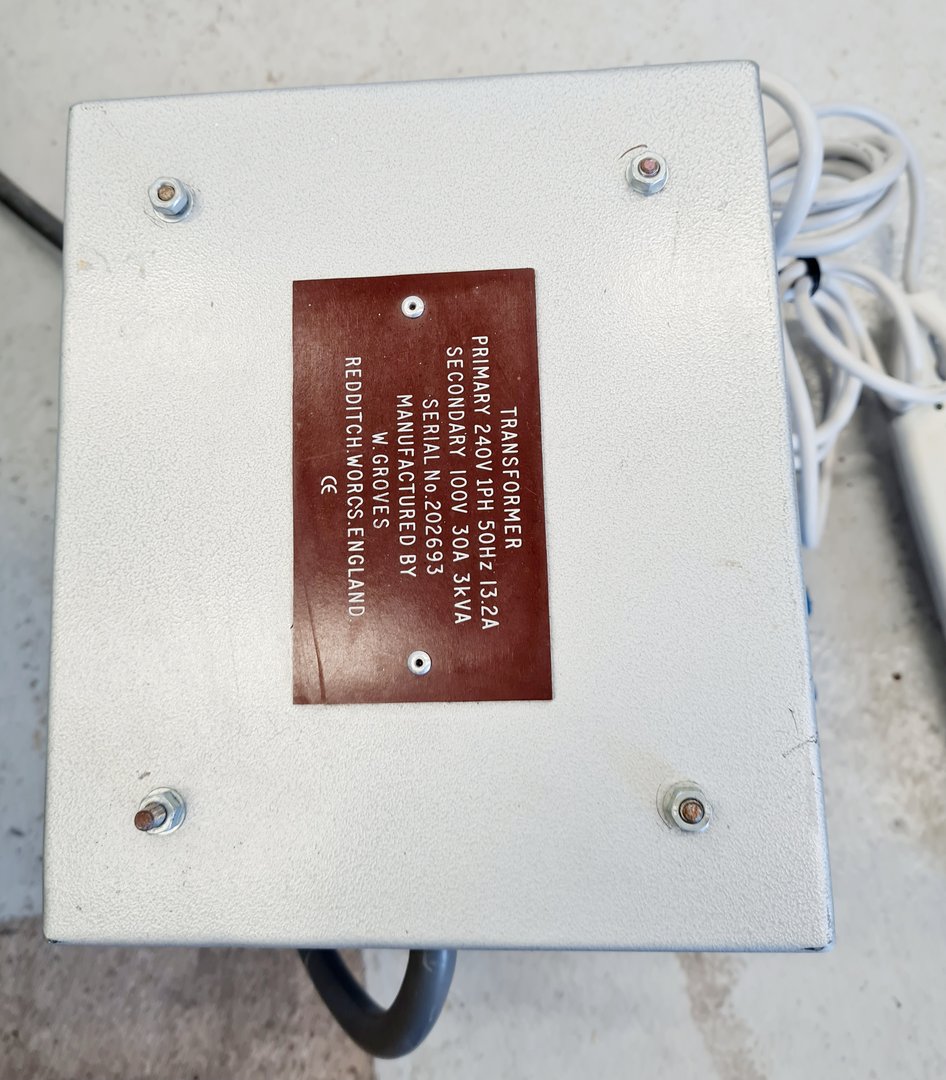 TRANSFORMER
PRIMARY 240V 1PH 50Hz 13.2A
SECONDARY 100V 30A 3kVA
SERIAL No.202693
MANUFACTURED BY
W.GROVES
REDDITCH.WORCS.ENGLAND.
CE